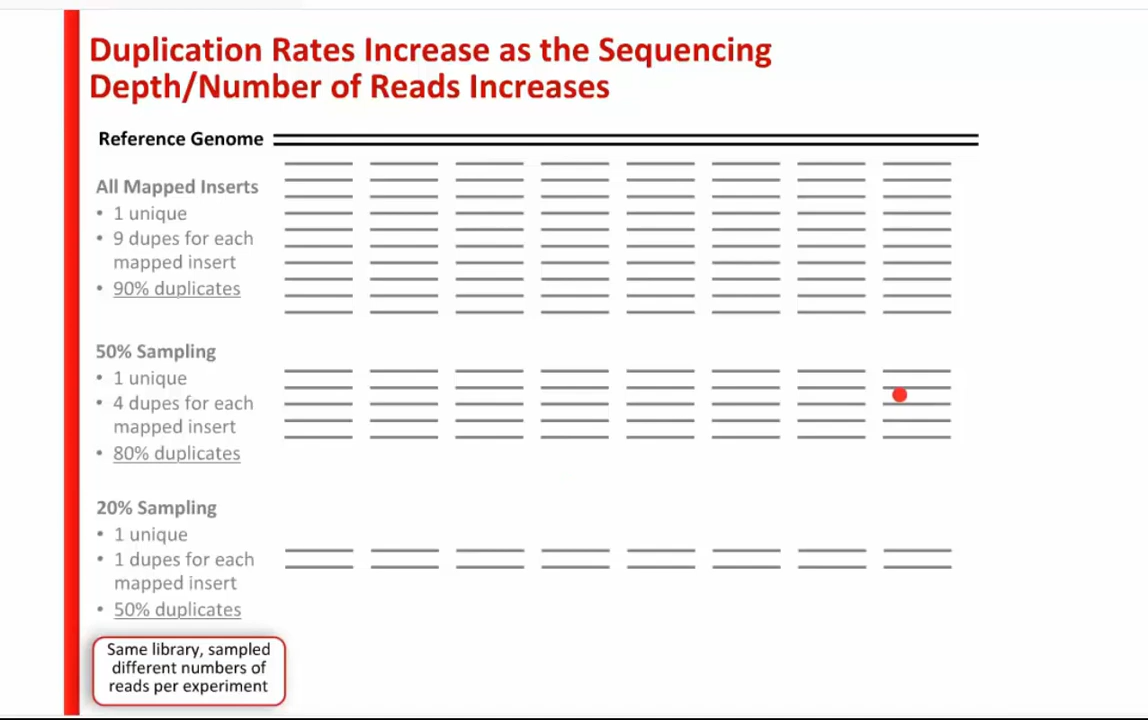 Duplication Rates Increase as the Sequencing
Depth/Number of Reads Increases
Reference Genome
All Mapped Inserts
• 1 unique
• 9 dupes for each
mapped insert
• 90% duplicates
50% Sampling
• 1 unique
• 4 dupes for each
mapped insert
• 80% duplicates
20% Sampling
• 1 unique
• 1 dupes for each
mapped insert
• 50% duplicates
Same library, sampled
different numbers of
reads per experiment